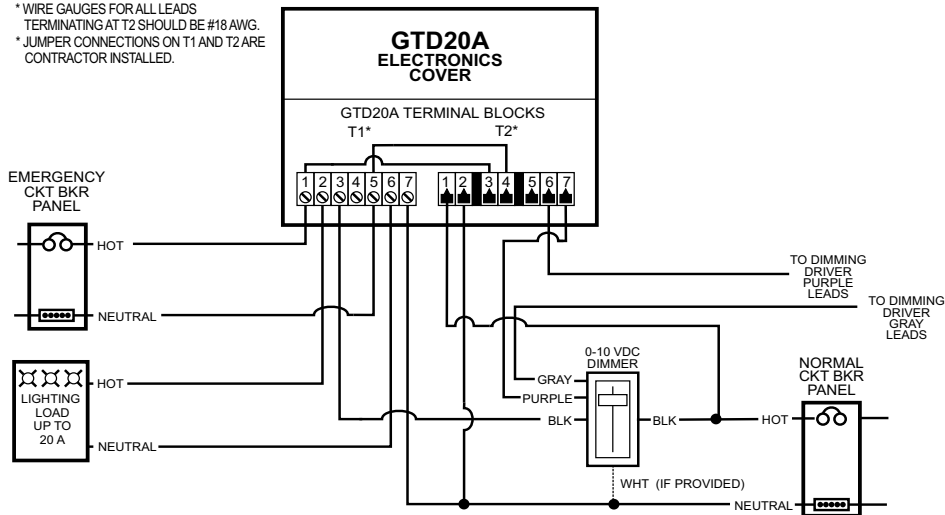 * WIRE GAUGES FOR ALL LEADS
TERMINATING AT T2 SHOULD BE #18 AWG.
* JUMPER CONNECTIONS ON T1 AND T2 ARE
CONTRACTOR INSTALLED.
GTD20A
ELECTRONICS
COVER
GTD20A TERMINAL BLOCKS
T1* T2*
1 2 3 4 5 6 7 1 2 3 4 5 6 7
EMERGENCY
CKT BKR
PANEL
HOT
NEUTRAL
LIGHTING
LOAD
UP TO
20 A
HOT
NEUTRAL
TO DIMMING
DRIVER
PURPLE
LEADS
TO DIMMING
DRIVER
GRAY
LEADS
0-10 VDC
DIMMER
GRAY
PURPLE
BLK
BLK
WHT (IF PROVIDED)
NORMAL
CKT BKR
PANEL
HOT
NEUTRAL